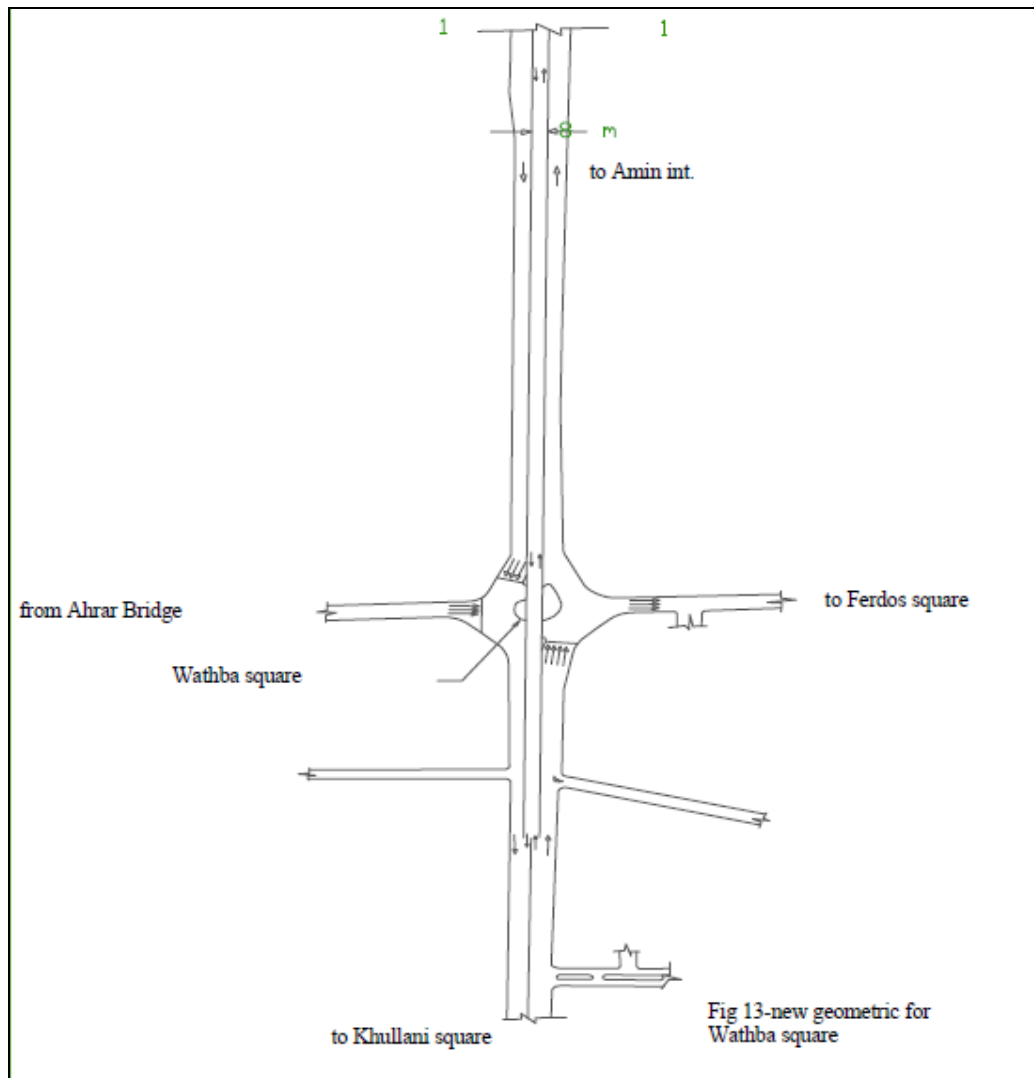 1 1
8 m
to Amin int.
from Ahrar Bridge
to Ferdos square
Wathba square
Fig 13-new geometric for
Wathba square
to Khullani square